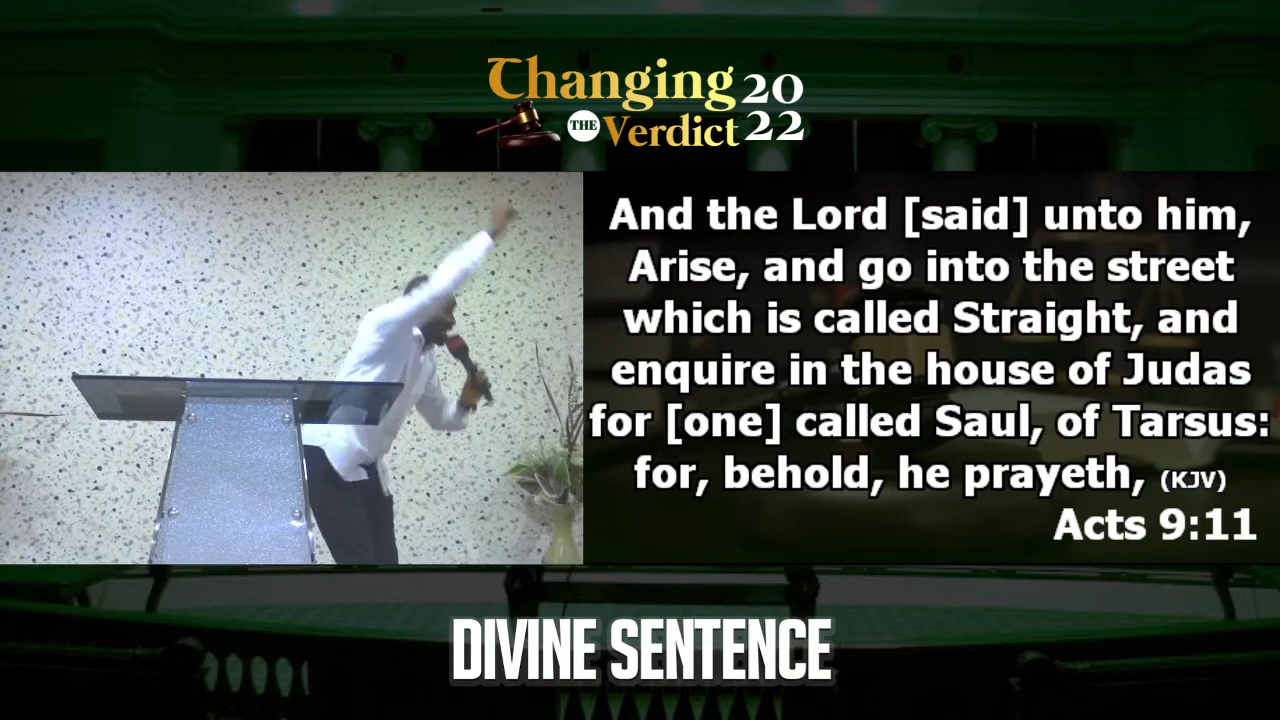 Changing 2022
THE Verdict
And the Lord [said] unto him,
Arise, and go into the street
which is called Straight, and
enquire in the house of Judas
for [one] called Saul, of Tarsus:
for, behold, he prayeth, (KJV)
Acts 9:11
DIVINE SENTENCE